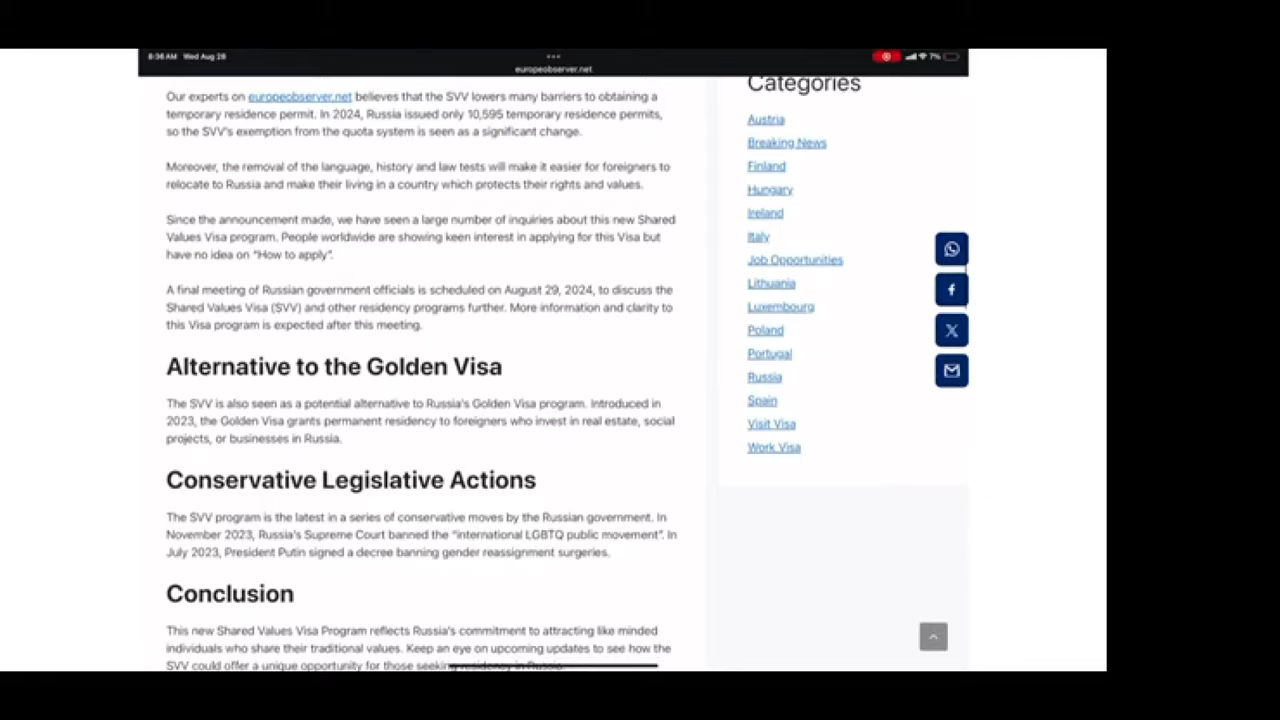 8:36 AM Wed Aug 28
7%
europeobserver.net
Our experts on europeobserver.net believes that the SVV lowers many barriers to obtaining a
temporary residence permit. In 2024, Russia issued only 10,595 temporary residence permits,
so the SVV's exemption from the quota system is seen as a significant change.
Moreover, the removal of the language, history and law tests will make it easier for foreigners to
relocate to Russia and make their living in a country which protects their rights and values.
Since the announcement made, we have seen a large number of inquiries about this new Shared
Values Visa program. People worldwide are showing keen interest in applying for this Visa but
have no idea on "How to apply".
A final meeting of Russian government officials is scheduled on August 29, 2024, to discuss the
Shared Values Visa (SVV) and other residency programs further. More information and clarity to
this Visa program is expected after this meeting.
Alternative to the Golden Visa
The SVV is also seen as a potential alternative to Russia's Golden Visa program. Introduced in
2023, the Golden Visa grants permanent residency to foreigners who invest in real estate, social
projects, or businesses in Russia.
Conservative Legislative Actions
The SVV program is the latest in a series of conservative moves by the Russian government. In
November 2023, Russia's Supreme Court banned the "international LGBTQ public movement". In
July 2023, President Putin signed a decree banning gender reassignment surgeries.
Conclusion
This new Shared Values Visa Program reflects Russia's commitment to attracting like minded
individuals who share their traditional values. Keep an eye on upcoming updates to see how the
SVV could offer a unique opportunity for those seeking residency in Russia.
Categories
Austria
Breaking News
Finland
Hungary
Ireland
Italy
Job Opportunities
Lithuania
Luxembourg
Poland
Portugal
Russia
Spain
Visit Visa
Work Visa